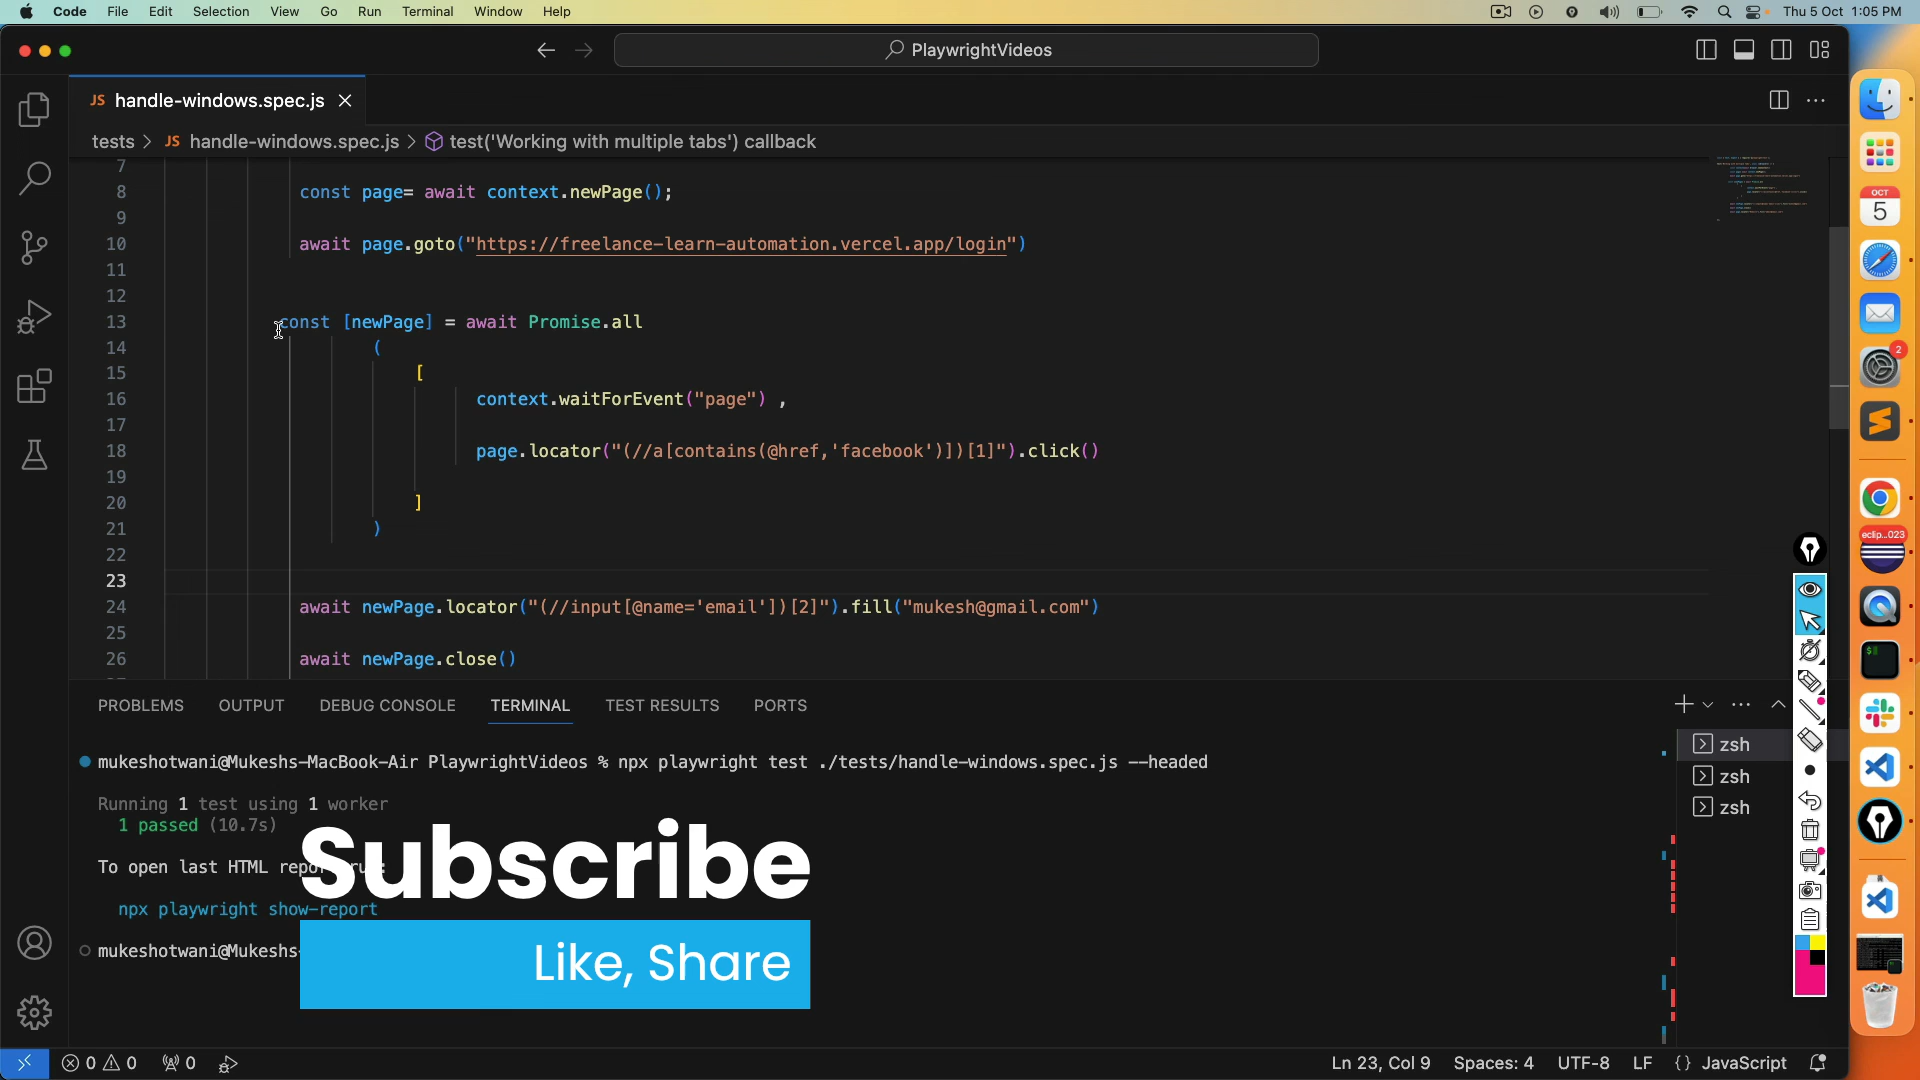 Code File Edit Selection View Go Run Terminal Window Help Thu 5 Oct 1:05 PM
PlaywrightVideos
JS handle-windows.spec.js
tests > JS handle-windows.spec.js > test('Working with multiple tabs') callback
7
8 const page= await context.newPage();
9
10 await page.goto("https://freelance-learn-automation.vercel.app/login")
11
12
13 const [newPage] = await Promise.all
14 (
15 [
16 context.waitForEvent("page") ,
17
18 page.locator("(//a[contains(@href,'facebook')])[1]").click()
19
20 ]
21 )
22
23
24 await newPage.locator("(//input[@name='email'])[2]").fill("mukesh@gmail.com")
25
26 await newPage.close()
PROBLEMS OUTPUT DEBUG CONSOLE TERMINAL TEST RESULTS PORTS
zsh
zsh
zsh
mukeshotwani@Mukeshs-MacBook-Air PlaywrightVideos % npx playwright test ./tests/handle-windows.spec.js --headed
Running 1 test using 1 worker
1 passed (10.7s)
To open last HTML repo
npx playwright show-report
mukeshotwani@Mukeshs-
Subscribe
Like, Share
OCT
5
2
eclip...023
0 0 0 Ln 23, Col 9 Spaces: 4 UTF-8 LF {} JavaScript